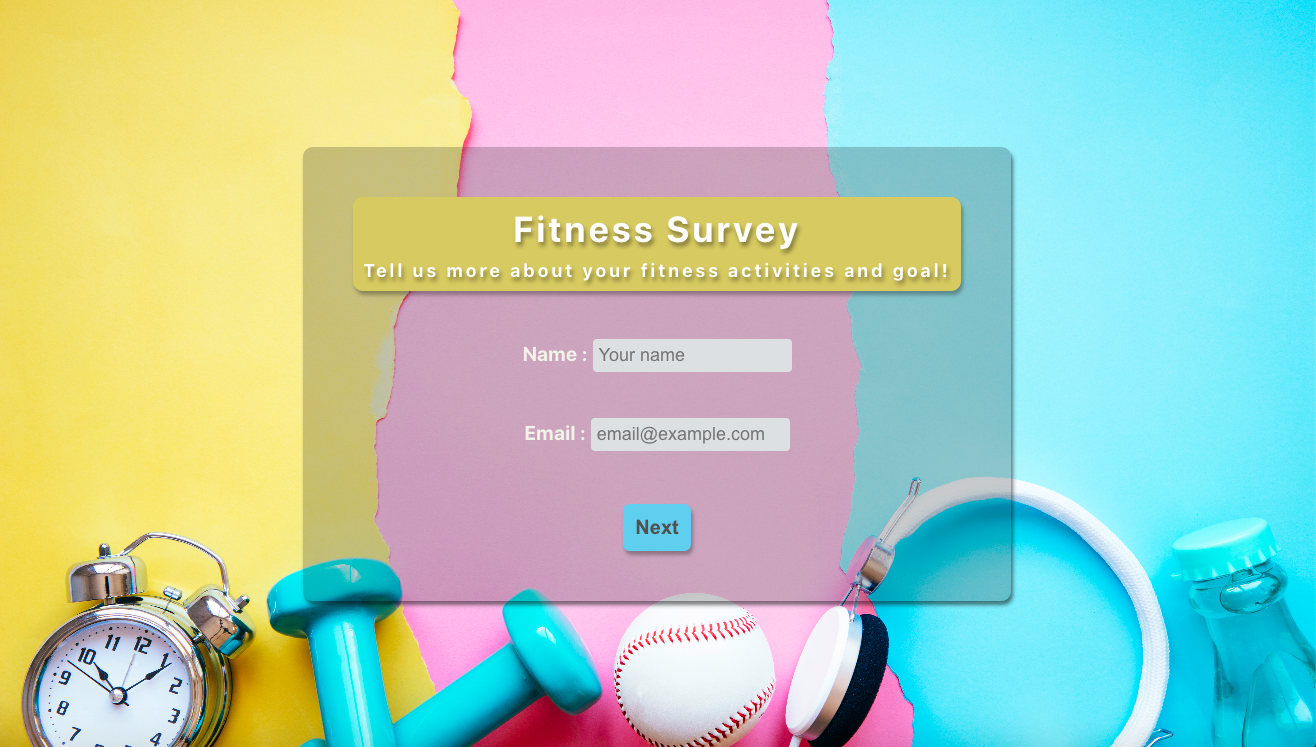 Fitness Survey
Tell us more about your fitness activities and goal!
Name : Your name
Email : email@example.com
Next
11 12 1
10 2
9 3
8 4
7